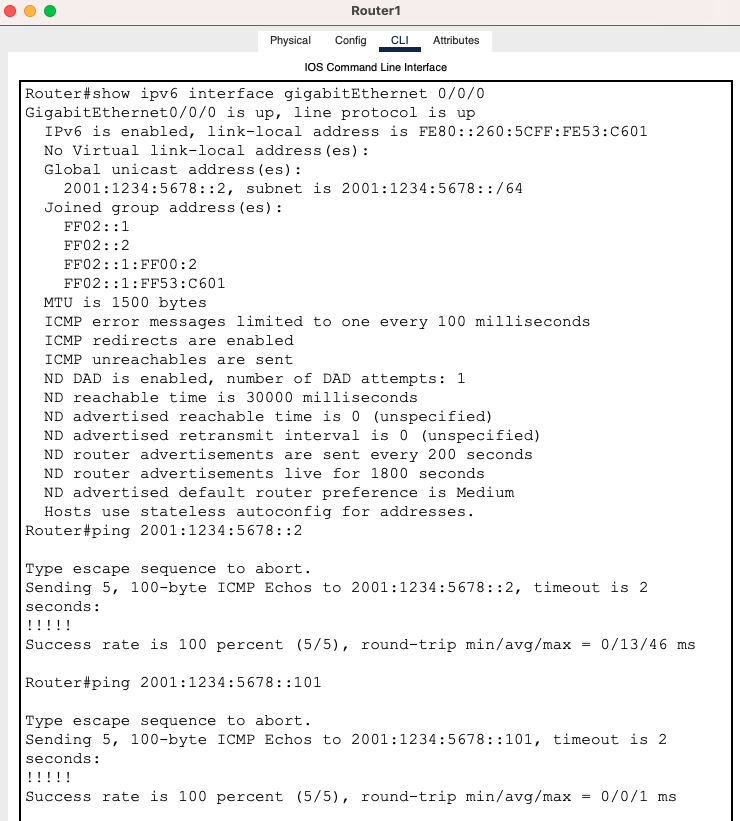 Router1
Physical Config CLI Attributes
IOS Command Line Interface
Router#show ipv6 interface gigabitEthernet 0/0/0
GigabitEthernet0/0/0 is up, line protocol is up
IPv6 is enabled, link-local address is FE80::260:5CFF:FE53:C601
No Virtual link-local address(es):
Global unicast address(es):
2001:1234:5678::2, subnet is 2001:1234:5678::/64
Joined group address(es):
FF02::1
FF02::2
FF02::1:FF00:2
FF02::1:FF53:C601
MTU is 1500 bytes
ICMP error messages limited to one every 100 milliseconds
ICMP redirects are enabled
ICMP unreachables are sent
ND DAD is enabled, number of DAD attempts: 1
ND reachable time is 30000 milliseconds
ND advertised reachable time is 0 (unspecified)
ND advertised retransmit interval is 0 (unspecified)
ND router advertisements are sent every 200 seconds
ND router advertisements live for 1800 seconds
ND advertised default router preference is Medium
Hosts use stateless autoconfig for addresses.
Router#ping 2001:1234:5678::2
Type escape sequence to abort.
Sending 5, 100-byte ICMP Echos to 2001:1234:5678::2, timeout is 2
seconds:
!!!!!
Success rate is 100 percent (5/5), round-trip min/avg/max = 0/13/46 ms
Router#ping 2001:1234:5678::101
Type escape sequence to abort.
Sending 5, 100-byte ICMP Echos to 2001:1234:5678::101, timeout is 2
seconds:
!!!!!
Success rate is 100 percent (5/5), round-trip min/avg/max = 0/0/1 ms